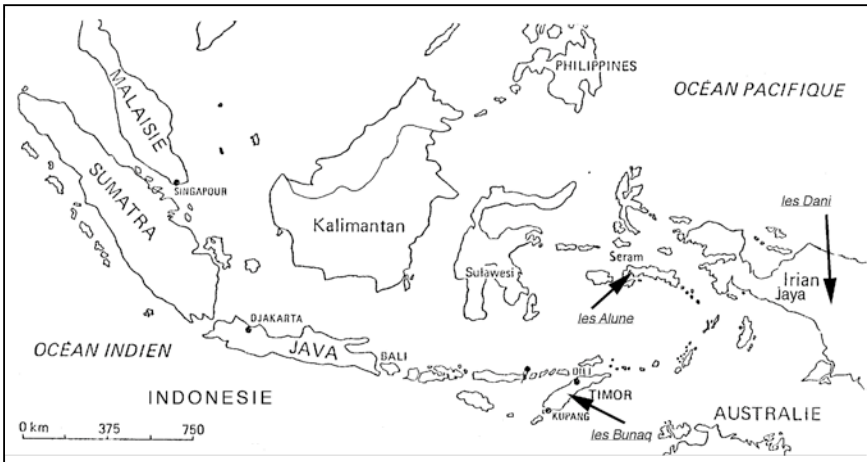 PHILIPPINES
OCÉAN PACIFIQUE
MALAISIE
SINGAPOUR
SUMATRA
Kalimantan
Sulawesi
Seram
les Dani
Irian
Jaya
les Alune
DJAKARTA
OCÉAN INDIEN
JAVA
BALI
DILI
TIMOR
KUPANG
INDONESIE
AUSTRALIE
les Bunaq
0 km 375 750